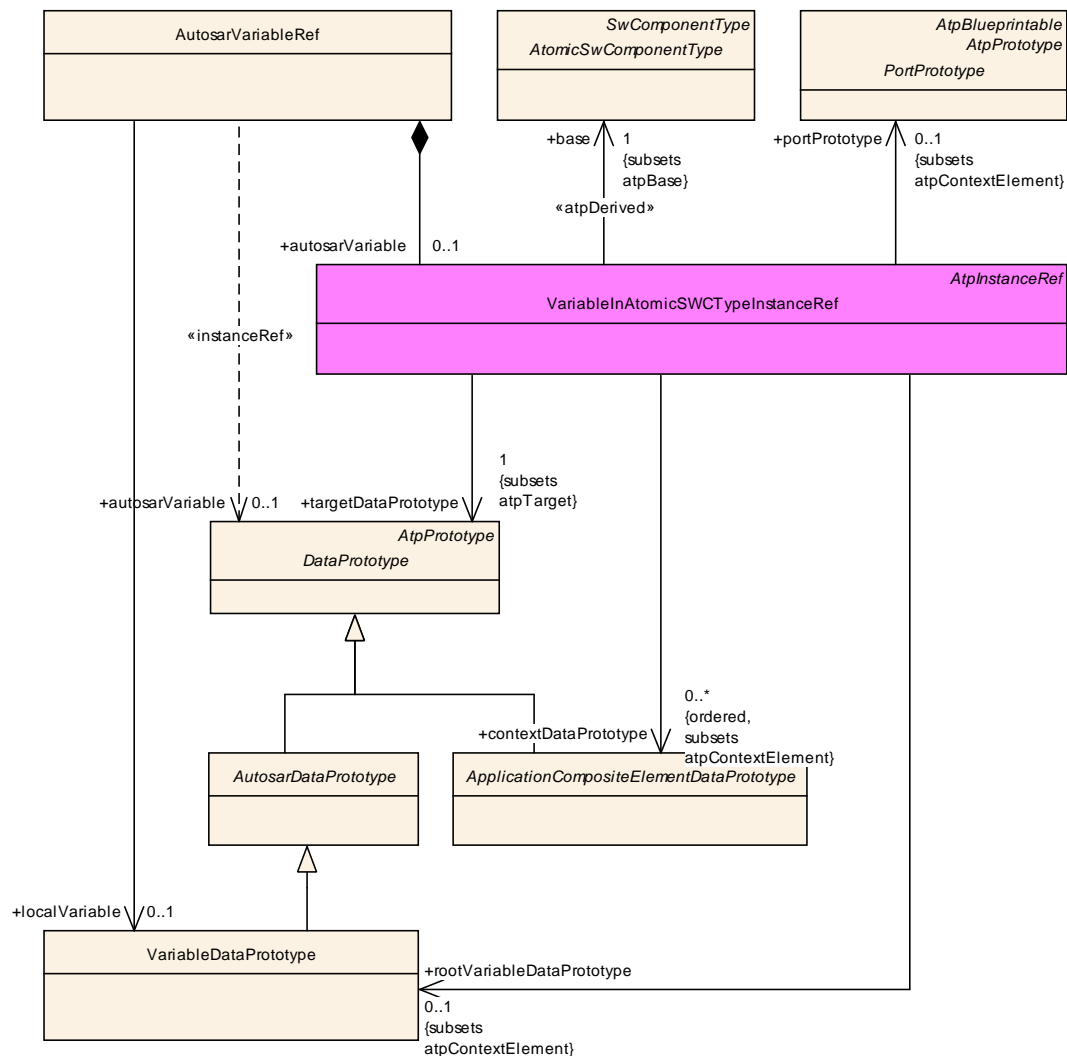 AutosarVariableRef
SwComponentType
AtomicSwComponentType
AtpBlueprintable
AtpPrototype
PortPrototype
+base
1
{subsets
atpBase}
+portPrototype
0..1
{subsets
atpContextElement}
«atpDerived»
+autosarVariable
0..1
AtpInstanceRef
VariableInAtomicSWCTypeInstanceRef
«instanceRef»
1
{subsets
atpTarget}
+autosarVariable
0..1
+targetDataPrototype
AtpPrototype
DataPrototype
0..*
{ordered,
subsets
atpContextElement}
+contextDataPrototype
AutosarDataPrototype
ApplicationCompositeElementDataPrototype
+localVariable
0..1
VariableDataPrototype
+rootVariableDataPrototype
0..1
{subsets
atpContextElement}